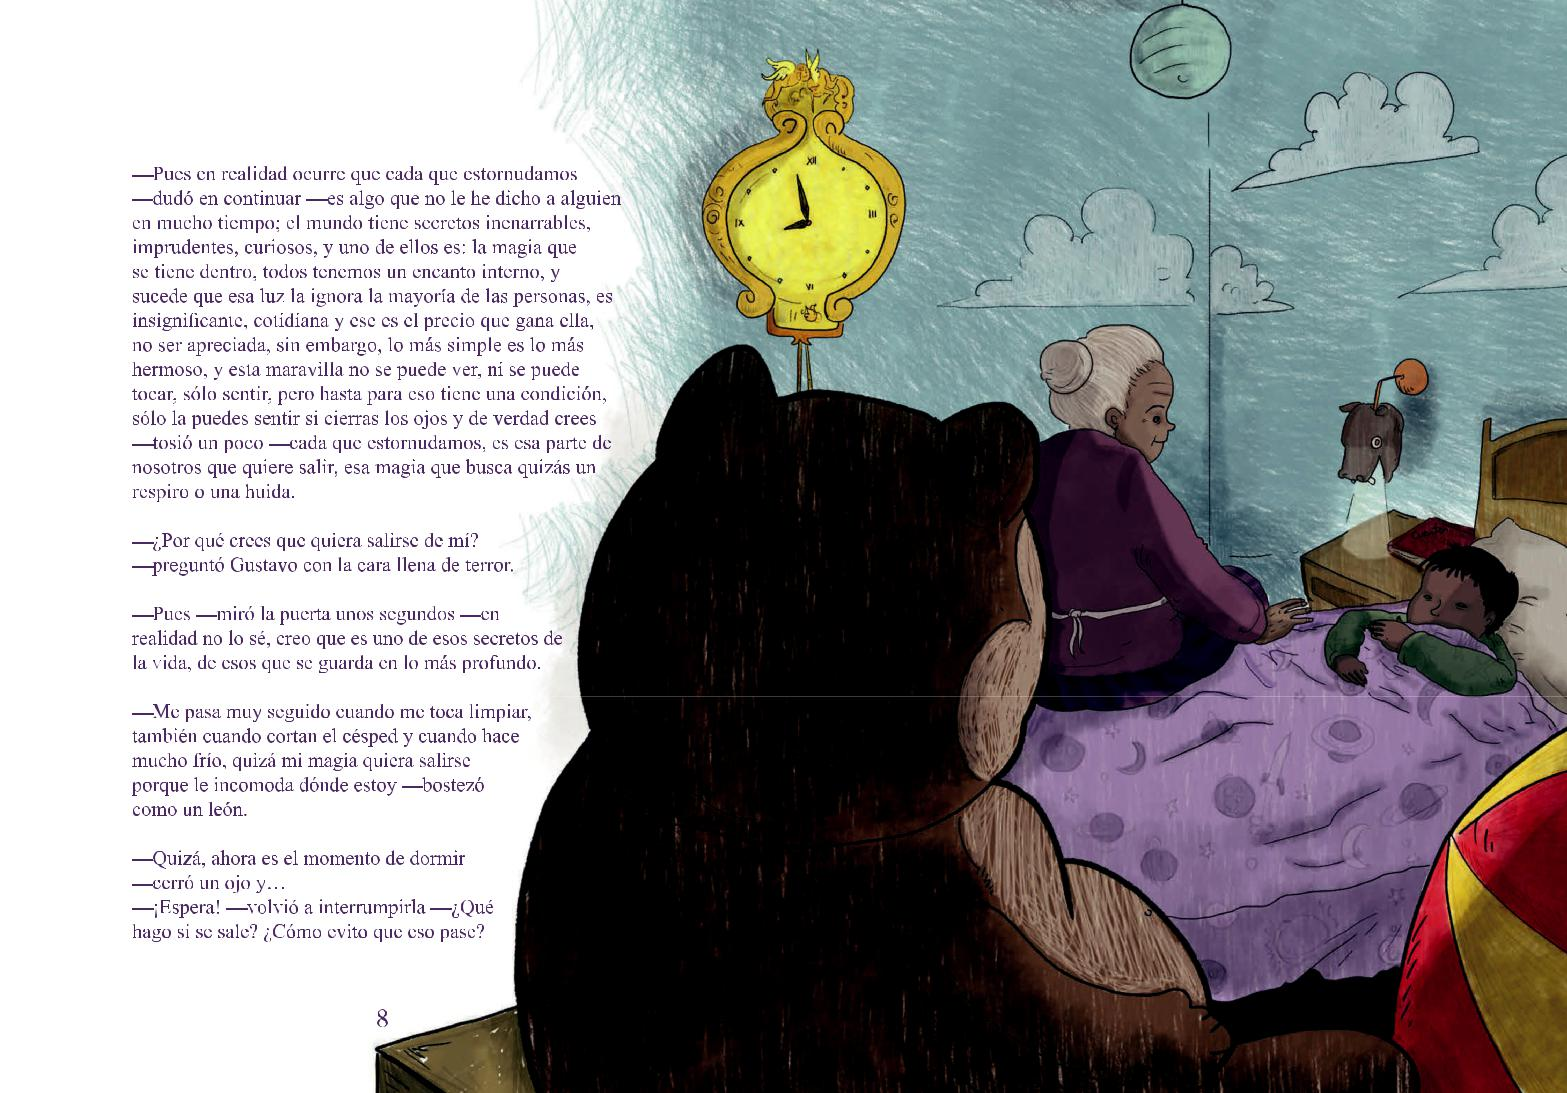 —Pues en realidad ocurre que cada que estornudamos
—dudó en continuar —es algo que no le he dicho a alguien
en mucho tiempo; el mundo tiene secretos inenarrables,
imprudentes, curiosos, y uno de ellos es: la magia que
se tiene dentro, todos tenemos un encanto interno, y
sucede que esa luz la ignora la mayoría de las personas, es
insignificante, cotidiana y ese es el precio que gana ella,
no ser apreciada, sin embargo, lo más simple es lo más
hermoso, y esta maravilla no se puede ver, ni se puede
tocar, sólo sentir, pero hasta para eso tiene una condición,
sólo la puedes sentir si cierras los ojos y de verdad crees
—tosió un poco —cada que estornudamos, es esa parte de
nosotros que quiere salir, esa magia que busca quizás un
respiro o una huida.
—¿Por qué crees que quiera salirse de mí?
—preguntó Gustavo con la cara llena de terror.
—Pues —miró la puerta unos segundos —en
realidad no lo sé, creo que es uno de esos secretos de
la vida, de esos que se guarda en lo más profundo.
—Me pasa muy seguido cuando me toca limpiar,
también cuando cortan el césped y cuando hace
mucho frío, quizá mi magia quiera salirse
porque le incomoda dónde estoy —bostezó
como un león.
—Quizá, ahora es el momento de dormir
—cerró un ojo y…
—¡Espera! —volvió a interrumpirla —¿Qué
hago si se sale? ¿Cómo evito que eso pase?
8
XII
III
VI
IX
Cuentos